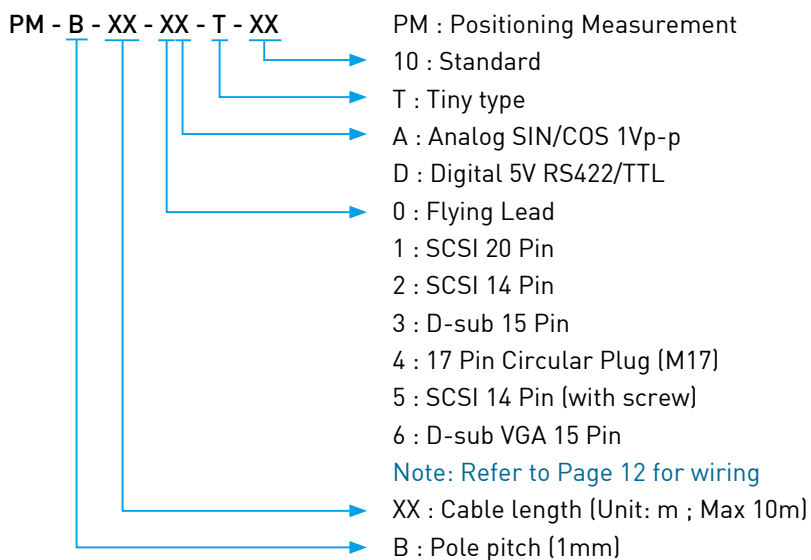 PM - B - XX - XX - T - XX PM : Positioning Measurement
10 : Standard
T : Tiny type
A : Analog SIN/COS 1Vp-p
D : Digital 5V RS422/TTL
0 : Flying Lead
1 : SCSI 20 Pin
2 : SCSI 14 Pin
3 : D-sub 15 Pin
4 : 17 Pin Circular Plug (M17)
5 : SCSI 14 Pin (with screw)
6 : D-sub VGA 15 Pin
Note: Refer to Page 12 for wiring
XX : Cable length (Unit: m ; Max 10m)
B : Pole pitch (1mm)